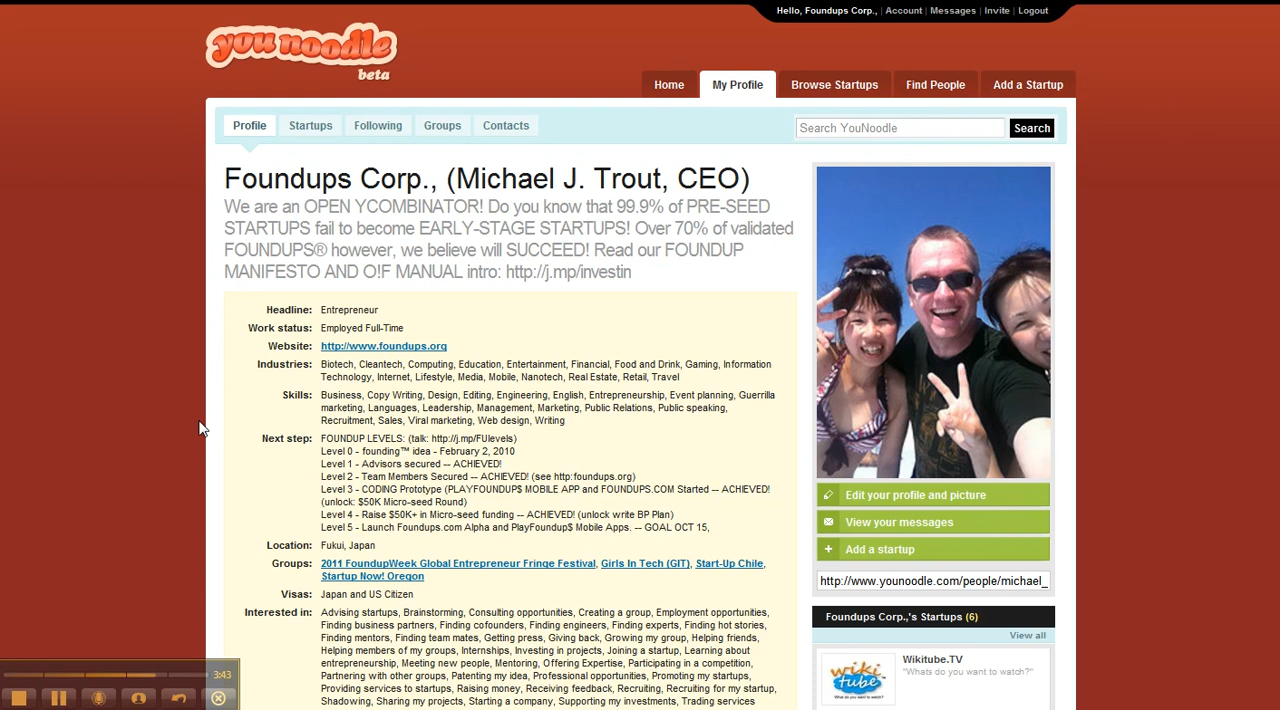 Hello, Foundups Corp., | Account | Messages | Invite | Logout
you noodle
beta
Home
My Profile
Browse Startups
Find People
Add a Startup
Profile
Startups
Following
Groups
Contacts
Search YouNoodle
Search
Foundups Corp., (Michael J. Trout, CEO)
We are an OPEN YCOMBINATOR! Do you know that 99.9% of PRE-SEED
STARTUPS fail to become EARLY-STAGE STARTUPS! Over 70% of validated
FOUNDUPS® however, we believe will SUCCEED! Read our FOUNDUP
MANIFESTO AND O!F MANUAL intro: http://j.mp/investin
Headline: Entrepreneur
Work status: Employed Full-Time
Website: http://www.foundups.org
Industries: Biotech, Cleantech, Computing, Education, Entertainment, Financial, Food and Drink, Gaming, Information
Technology, Internet, Lifestyle, Media, Mobile, Nanotech, Real Estate, Retail, Travel
Skills: Business, Copy Writing, Design, Editing, Engineering, English, Entrepreneurship, Event planning, Guerrilla
marketing, Languages, Leadership, Management, Marketing, Public Relations, Public speaking,
Recruitment, Sales, Viral marketing, Web design, Writing
Next step: FOUNDUP LEVELS: (talk: http://j.mp/FUlevels)
Level 0 - founding™ idea - February 2, 2010
Level 1 - Advisors secured -- ACHIEVED!
Level 2 - Team Members Secured -- ACHIEVED! (see http:foundups.org)
Level 3 - CODING Prototype (PLAYFOUNDUP$ MOBILE APP and FOUNDUPS.COM Started -- ACHIEVED!
(unlock: $50K Micro-seed Round)
Level 4 - Raise $50K+ in Micro-seed funding -- ACHIEVED! (unlock write BP Plan)
Level 5 - Launch Foundups.com Alpha and PlayFoundup$ Mobile Apps. -- GOAL OCT 15,
Location: Fukui, Japan
Groups: 2011 FoundupWeek Global Entrepreneur Fringe Festival, Girls In Tech (GIT), Start-Up Chile,
Startup Now! Oregon
Visas: Japan and US Citizen
Interested in: Advising startups, Brainstorming, Consulting opportunities, Creating a group, Employment opportunities,
Finding business partners, Finding cofounders, Finding engineers, Finding experts, Finding hot stories,
Finding mentors, Finding team mates, Getting press, Giving back, Growing my group, Helping friends,
Helping members of my groups, Internships, Investing in projects, Joining a startup, Learning about
entrepreneurship, Meeting new people, Mentoring, Offering Expertise, Participating in a competition,
Partnering with other groups, Patenting my idea, Professional opportunities, Promoting my startups,
Providing services to startups, Raising money, Receiving feedback, Recruiting, Recruiting for my startup,
Shadowing, Sharing my projects, Starting a company, Supporting my investments, Trading services
Edit your profile and picture
View your messages
Add a startup
http://www.younoodle.com/people/michael_
Foundups Corp.,'s Startups (6)
View all
wiki
tube
What do you want to watch?
Wikitube.TV
"Whats do you want to watch?"
3:43